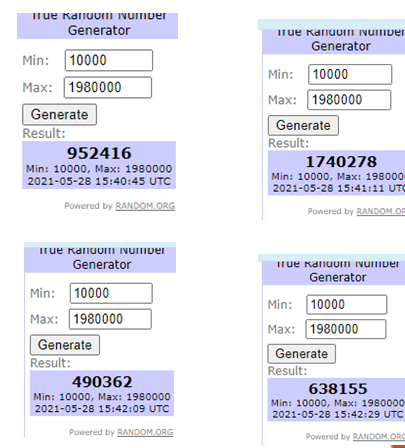 True Random Number
Generator
Min: 10000
Max: 1980000
Generate
Result:
952416
Min: 10000, Max: 1980000
2021-05-28 15:40:45 UTC
Powered by RANDOM.ORG
True Random Number
Generator
Min: 10000
Max: 1980000
Generate
Result:
1740278
Min: 10000, Max: 198000
2021-05-28 15:41:11 UT
Powered by RANDOM.OR
True Random Number
Generator
Min: 10000
Max: 1980000
Generate
Result:
490362
Min: 10000, Max: 1980000
2021-05-28 15:42:09 UTC
Powered by RANDOM.ORG
True Random Number
Generator
Min: 10000
Max: 1980000
Generate
Result:
638155
Min: 10000, Max: 1980000
2021-05-28 15:42:29 UTC
Powered by RANDOM.ORG